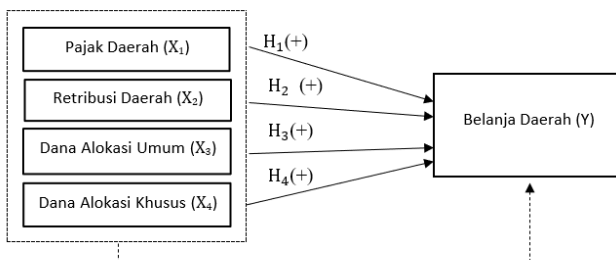 Pajak Daerah (X₁)
H₁(+)
Retribusi Daerah (X₂)
H₂ (+)
Belanja Daerah (Y)
Dana Alokasi Umum (X₃)
H₃(+)
Dana Alokasi Khusus (X₄)
H₄(+)